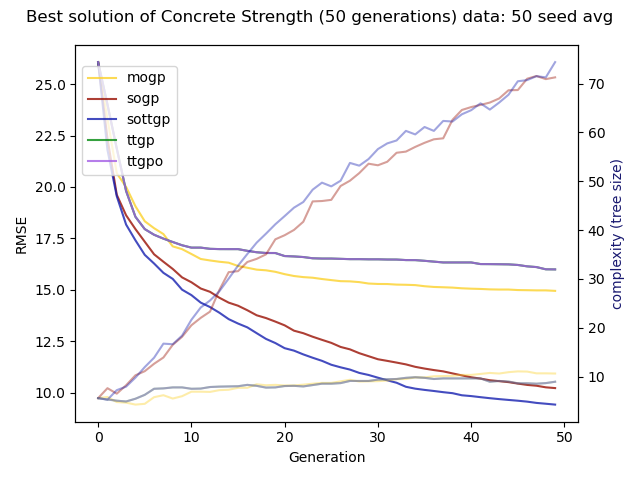 Best solution of Concrete Strength (50 generations) data: 50 seed avg
mogp
sogp
sottgp
ttgp
ttgpo
RMSE
25.0
22.5
20.0
17.5
15.0
12.5
10.0
70
60
50
40
30
20
10
complexity (tree size)
0
10
20
30
40
50
Generation